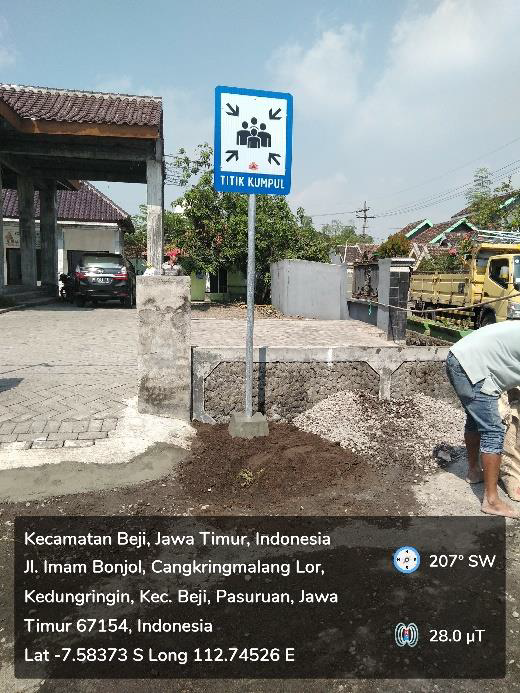 TITIK KUMPUL
Kecamatan Beji, Jawa Timur, Indonesia
Jl. Imam Bonjol, Cangkringmalang Lor,
Kedungringin, Kec. Beji, Pasuruan, Jawa
Timur 67154, Indonesia
Lat -7.58373 S Long 112.74526 E
207° SW
28.0 µT